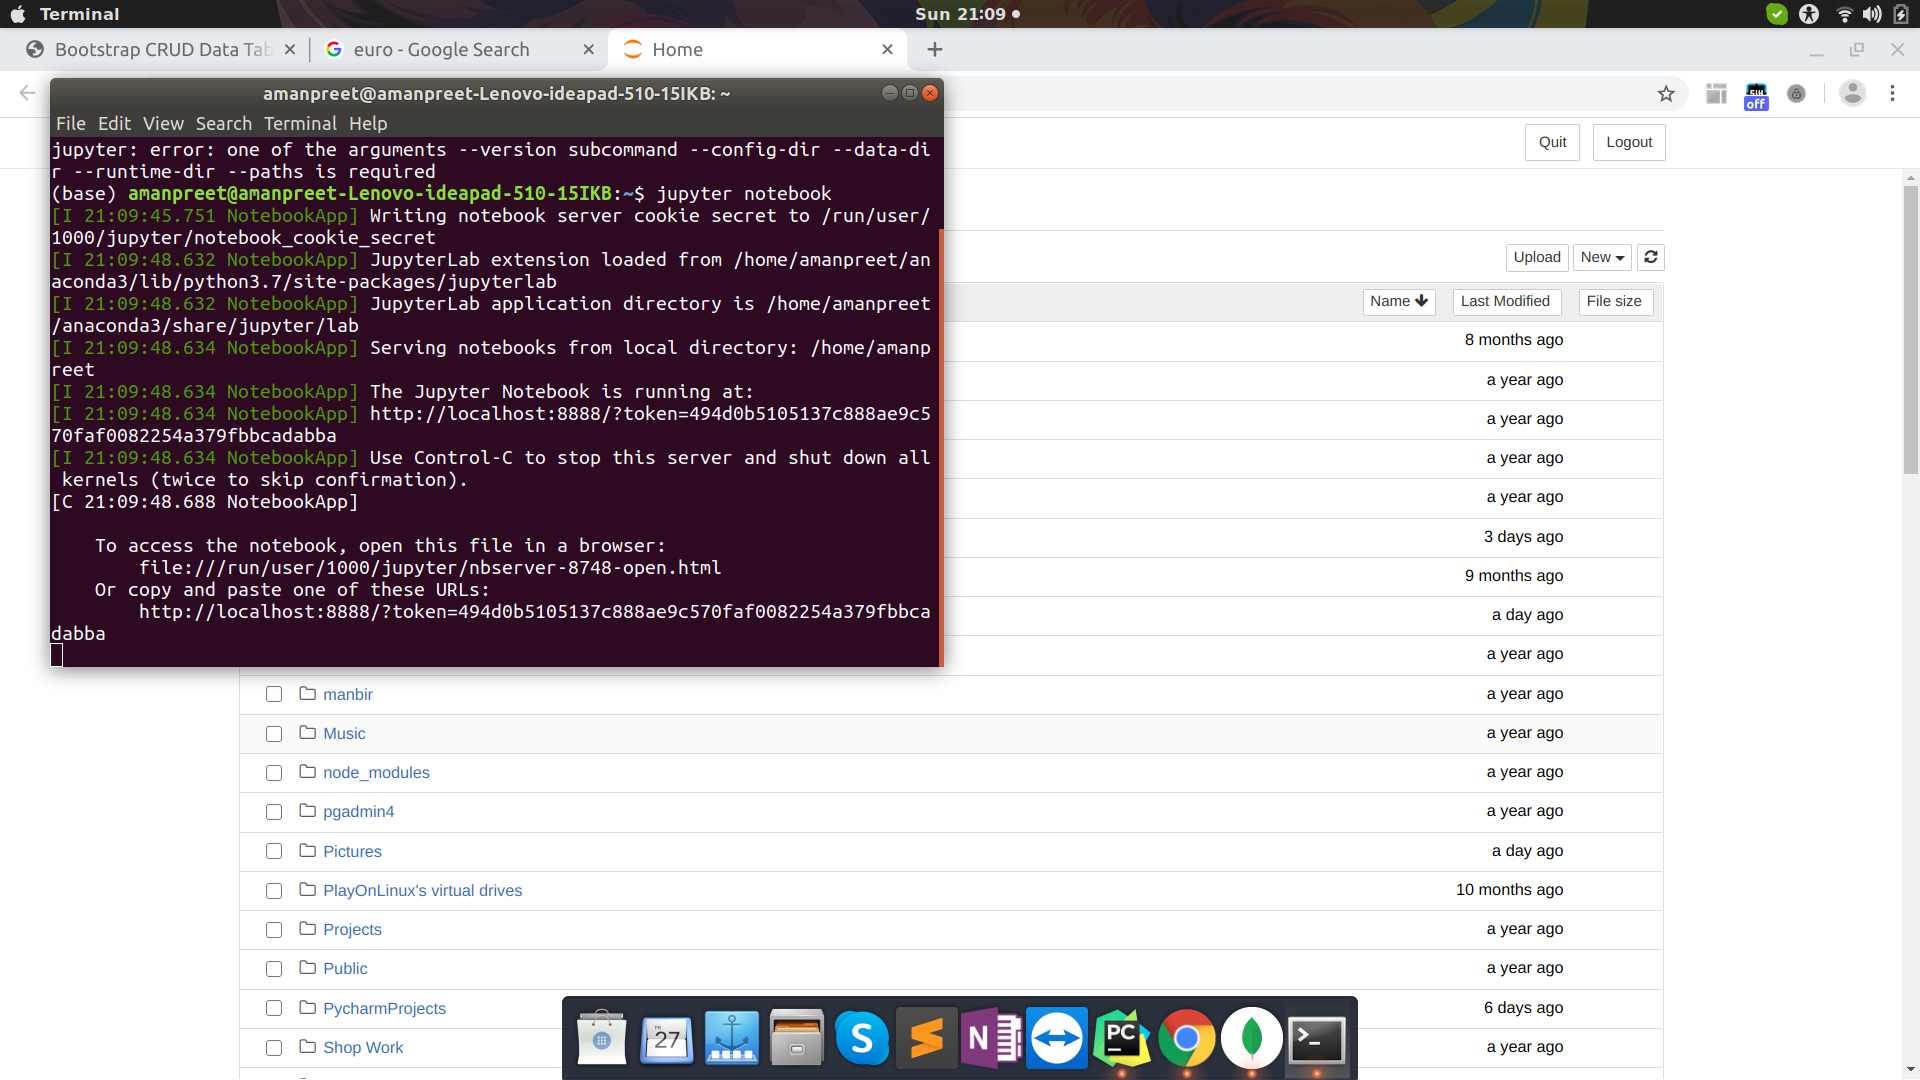 Terminal
Sun 21:09
Bootstrap CRUD Data Tab
euro - Google Search
Home
off
amanpreet@amanpreet-Lenovo-ideapad-510-15IKB: ~
File Edit View Search Terminal Help
jupyter: error: one of the arguments --version subcommand --config-dir --data-di
r --runtime-dir --paths is required
(base) amanpreet@amanpreet-Lenovo-ideapad-510-15IKB:~$ jupyter notebook
[I 21:09:45.751 NotebookApp] Writing notebook server cookie secret to /run/user/
1000/jupyter/notebook_cookie_secret
[I 21:09:48.632 NotebookApp] JupyterLab extension loaded from /home/amanpreet/an
aconda3/lib/python3.7/site-packages/jupyterlab
[I 21:09:48.632 NotebookApp] JupyterLab application directory is /home/amanpreet
/anaconda3/share/jupyter/lab
[I 21:09:48.634 NotebookApp] Serving notebooks from local directory: /home/amanp
reet
[I 21:09:48.634 NotebookApp] The Jupyter Notebook is running at:
[I 21:09:48.634 NotebookApp] http://localhost:8888/?token=494d0b5105137c888ae9c5
70faf0082254a379fbbcadabba
[I 21:09:48.634 NotebookApp] Use Control-C to stop this server and shut down all
kernels (twice to skip confirmation).
[C 21:09:48.688 NotebookApp]
To access the notebook, open this file in a browser:
file:///run/user/1000/jupyter/nbserver-8748-open.html
Or copy and paste one of these URLs:
http://localhost:8888/?token=494d0b5105137c888ae9c570faf0082254a379fbbca
dabba
Quit Logout
Upload New
Name Last Modified File size
8 months ago
a year ago
a year ago
a year ago
a year ago
3 days ago
9 months ago
a day ago
a year ago
manbir a year ago
Music a year ago
node_modules a year ago
pgadmin4 a year ago
Pictures a day ago
PlayOnLinux's virtual drives 10 months ago
Projects a year ago
Public a year ago
PycharmProjects 6 days ago
Shop Work a year ago
27
S
N
PC